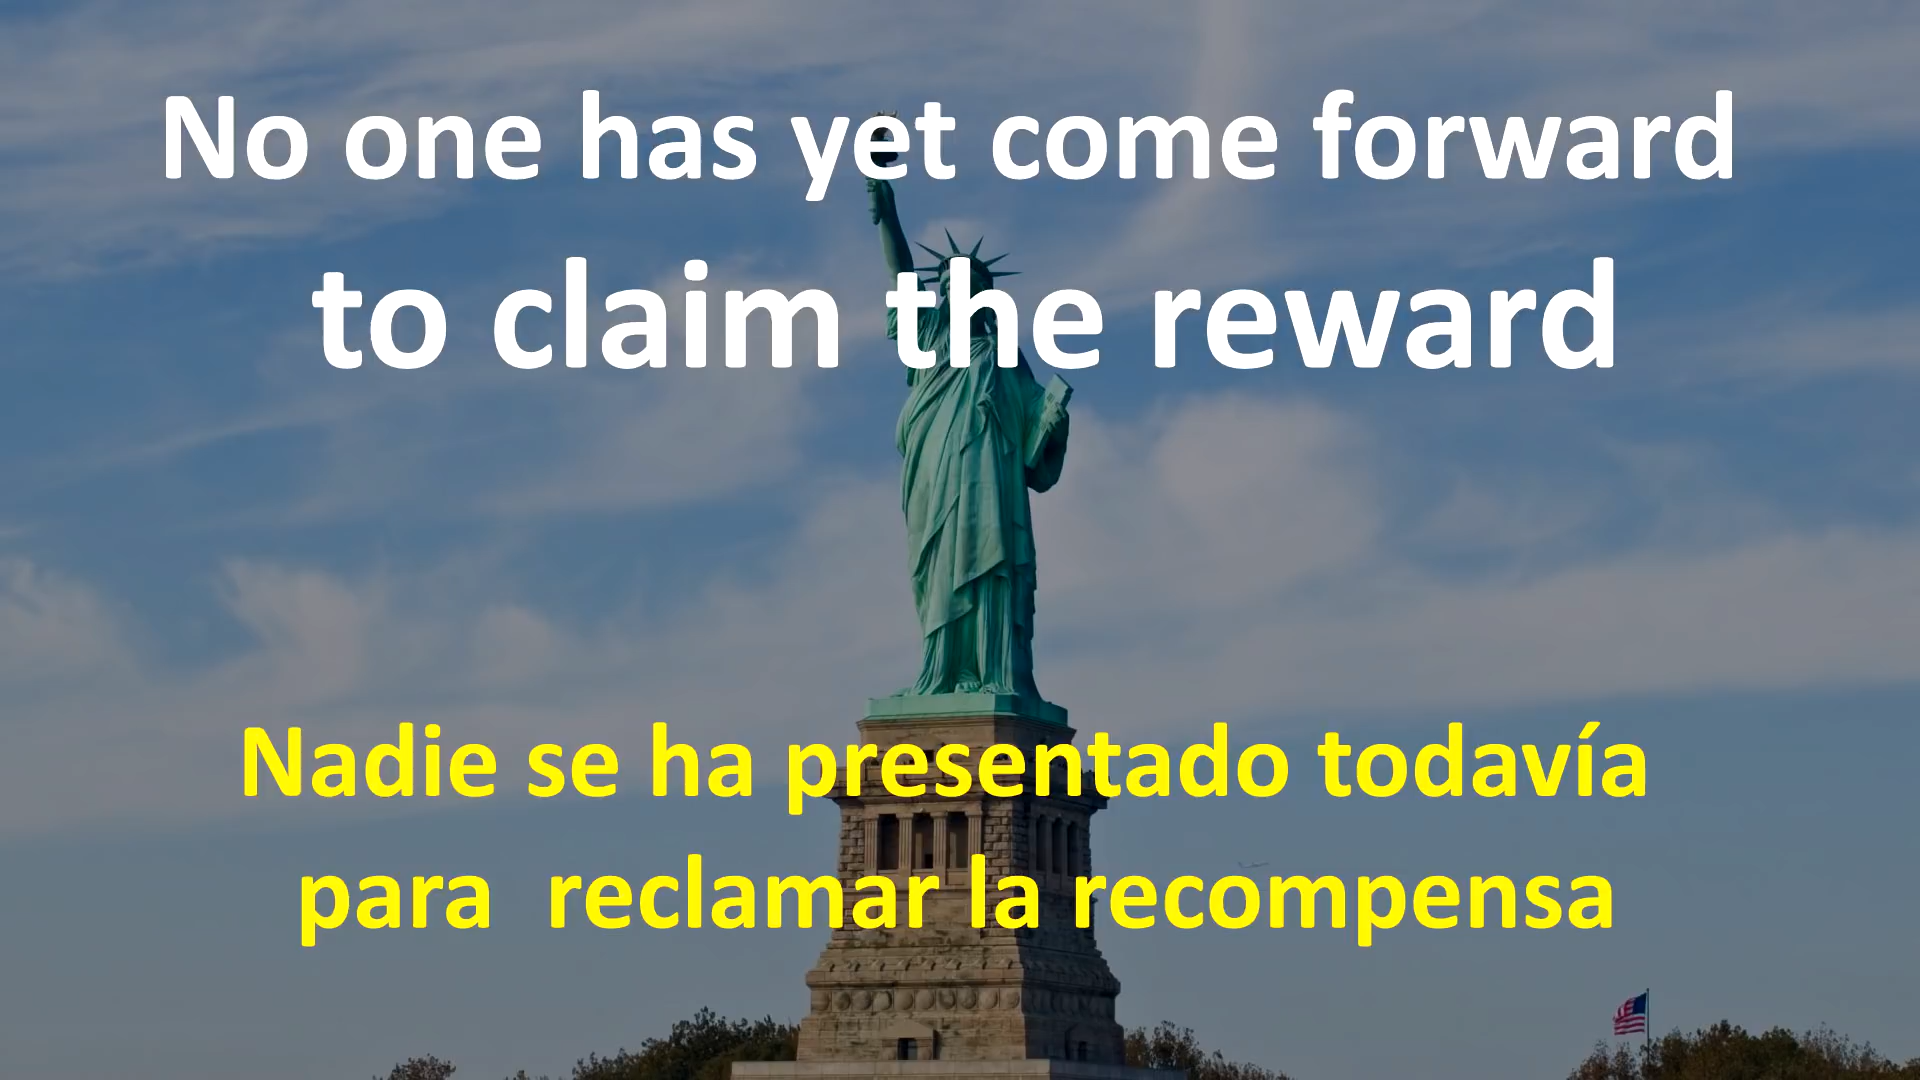 No one has yet come forward
to claim the reward
Nadie se ha presentado todavía
para  reclamar la recompensa